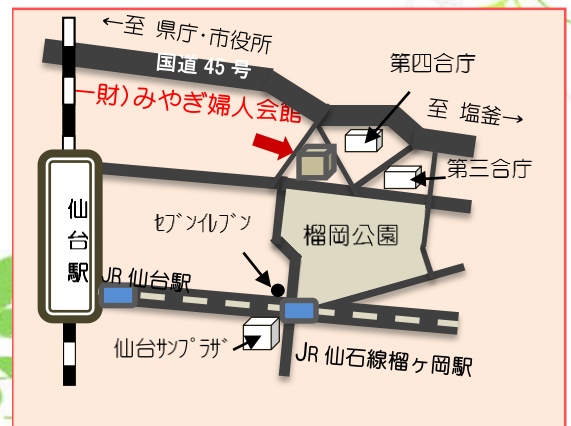 ←至 県庁・市役所
国道 45 号
第四合庁
一財）みやぎ婦人会館
至 塩釜→
第三合庁
仙台駅
ｾﾌﾞﾝｲﾚﾌﾞﾝ
榴岡公園
JR 仙台駅
仙台ｻﾝﾌﾟﾗｻﾞ
JR 仙石線榴ヶ岡駅